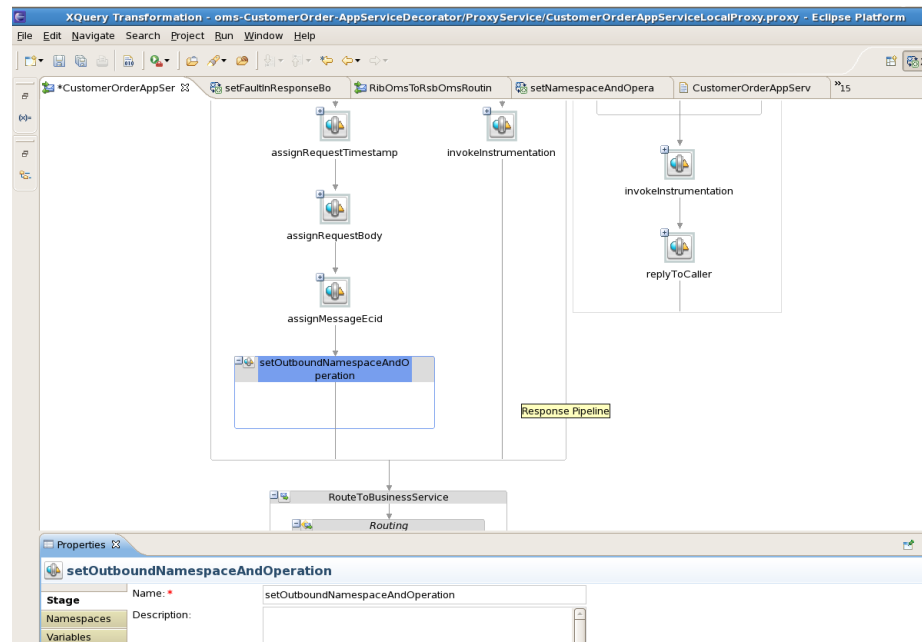 XQuery Transformation - oms-CustomerOrder-AppServiceDecorator/ProxyService/CustomerOrderAppServiceLocalProxy.proxy - Eclipse Platform
File Edit Navigate Search Project Run Window Help
*CustomerOrderAppSer setFaultInResponseBo RibOmsToRsbOmsRoutin setNamespaceAndOpera CustomerOrderAppServ »15
assignRequestTimestamp
invokeInstrumentation
invokeInstrumentation
assignRequestBody
replyToCaller
assignMessageEcid
setOutboundNamespaceAndO
peration
Response Pipeline
RouteToBusinessService
Routing
Properties
setOutboundNamespaceAndOperation
Stage
Name: * setOutboundNamespaceAndOperation
Namespaces
Description:
Variables